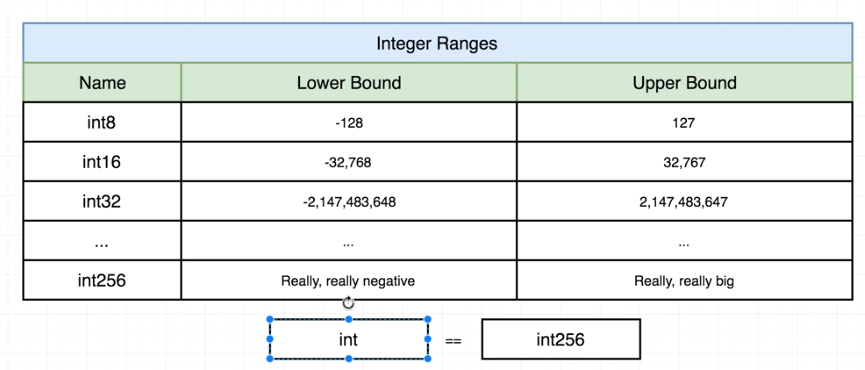 Integer Ranges
Name Lower Bound Upper Bound
int8 -128 127
int16 -32,768 32,767
int32 -2,147,483,648 2,147,483,647
... ... ...
int256 Really, really negative Really, really big
int == int256